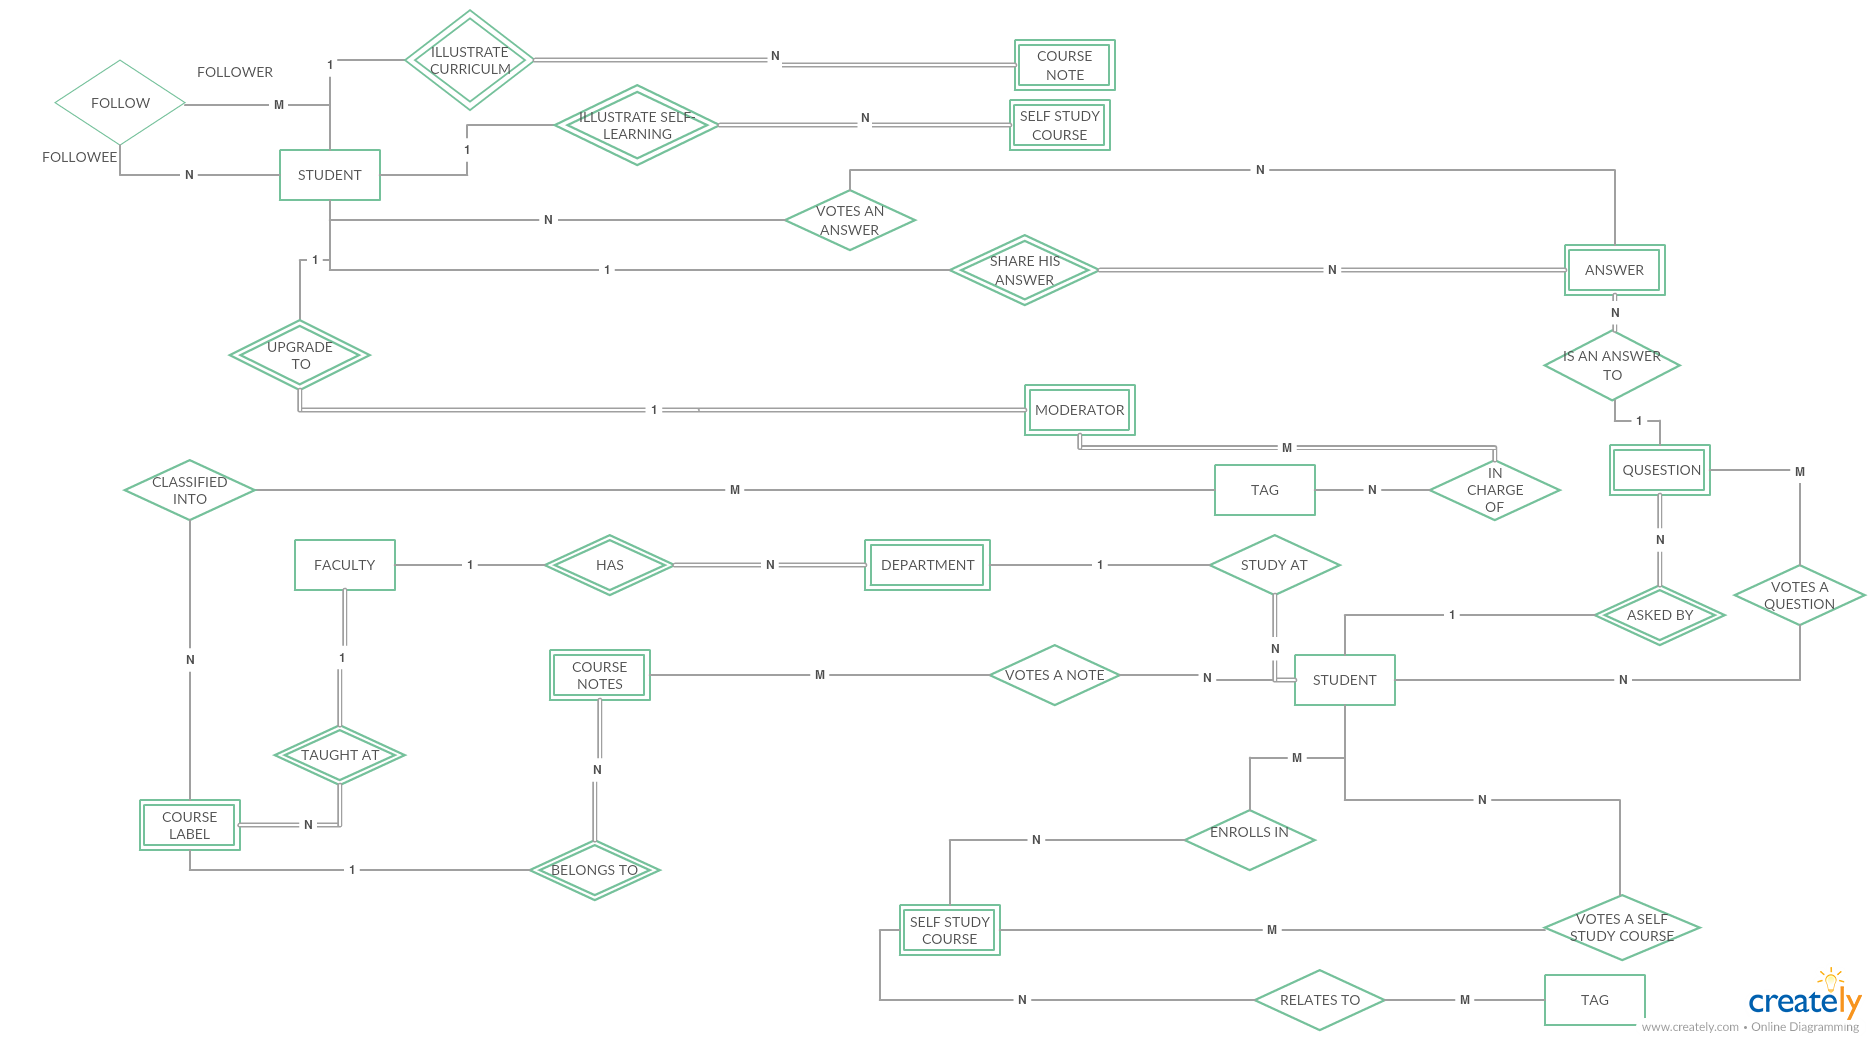 ILLUSTRATE
CURRICULM
N
COURSE
NOTE
1
FOLLOWER
FOLLOW
M
ILLUSTRATE SELF-
LEARNING
N
SELF STUDY
COURSE
1
FOLLOWEE
N
STUDENT
N
N
VOTES AN
ANSWER
1
1
SHARE HIS
ANSWER
N
ANSWER
N
UPGRADE
TO
IS AN ANSWER
TO
1
MODERATOR
1
M
QUSESTION
M
CLASSIFIED
INTO
M
TAG
N
IN
CHARGE
OF
N
FACULTY
1
HAS
N
DEPARTMENT
1
STUDY AT
VOTES A
QUESTION
1
ASKED BY
N
1
N
COURSE
NOTES
M
VOTES A NOTE
N
STUDENT
N
TAUGHT AT
N
M
COURSE
LABEL
N
N
1
BELONGS TO
N
ENROLLS IN
SELF STUDY
COURSE
M
VOTES A SELF
STUDY COURSE
N
RELATES TO
M
TAG
creately
www.creately.com • Online Diagramming